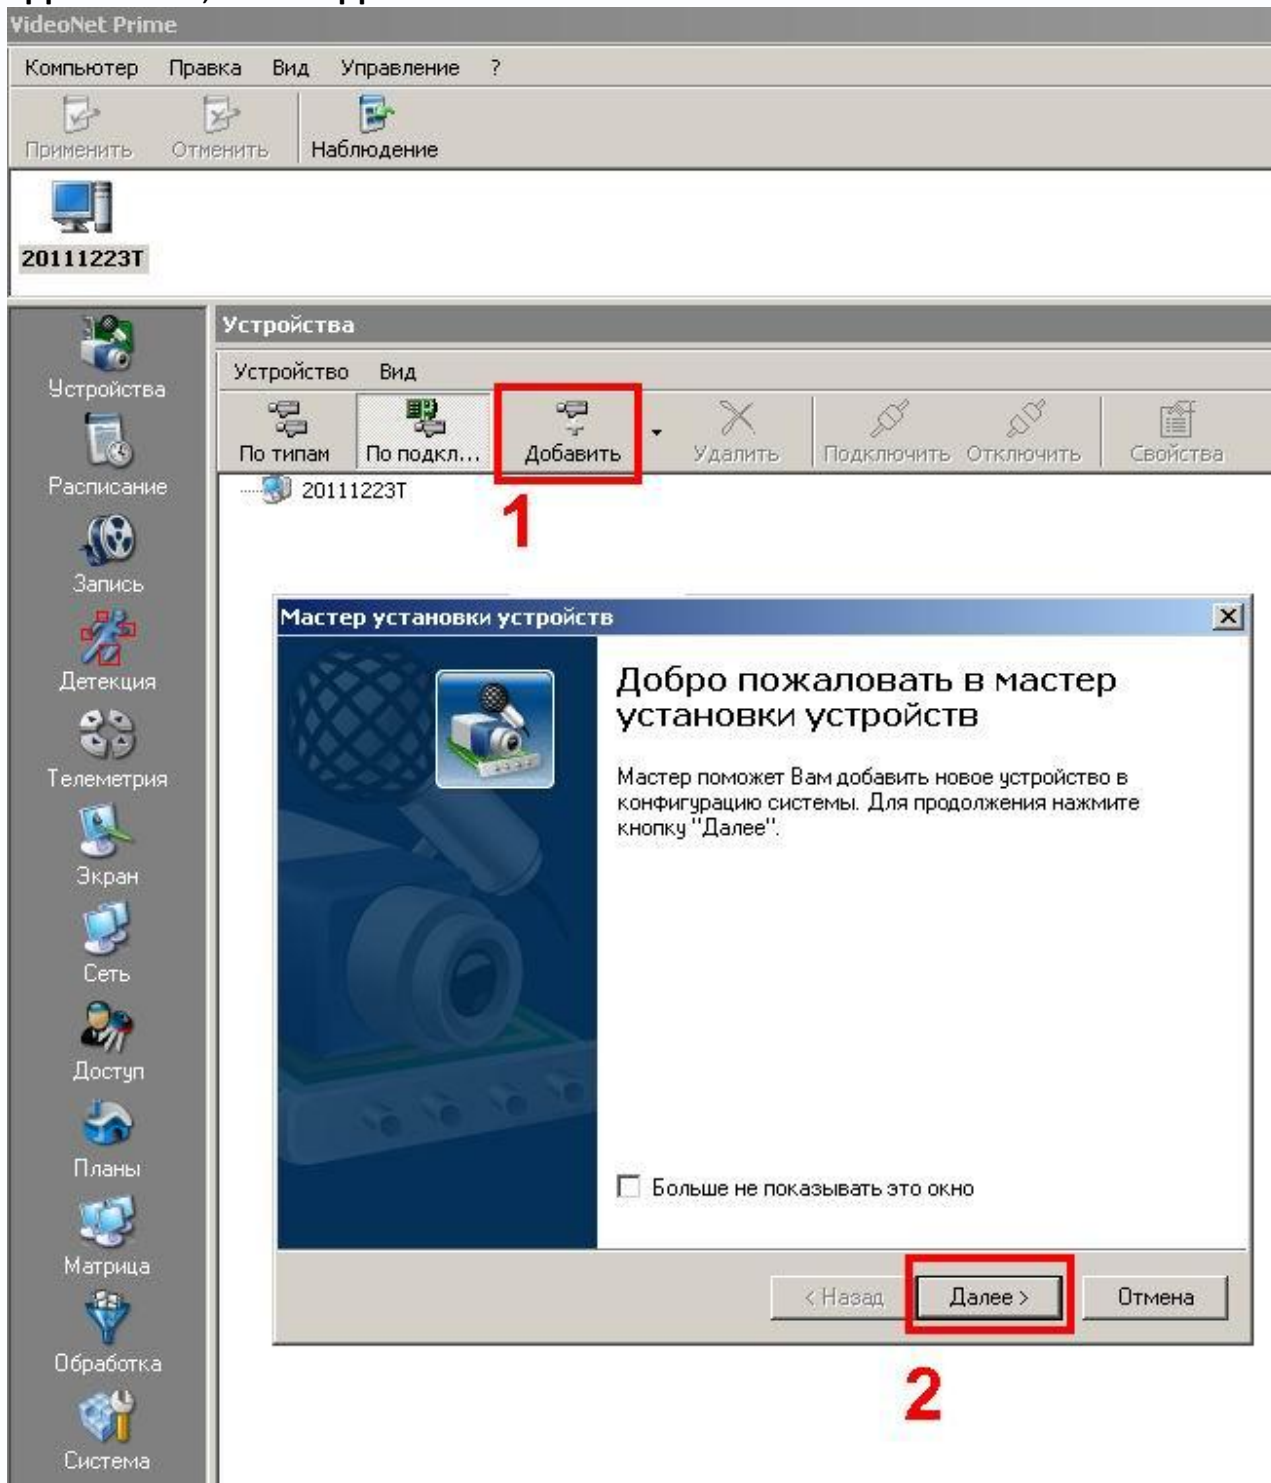 VideoNet Prime
Компьютер Правка Вид Управление ?
Применить Отменить Наблюдение
20111223T
Устройства
Расписание
Запись
Детекция
Телеметрия
Экран
Сеть
Доступ
Планы
Матрица
Обработка
Система
Устройства
Устройство Вид
По типам По подкл... Добавить Удалить Подключить Отключить Свойства
20111223T
1
Мастер установки устройств
Добро пожаловать в мастер
установки устройств
Мастер поможет Вам добавить новое устройство в
конфигурацию системы. Для продолжения нажмите
кнопку "Далее".
Больше не показывать это окно
< Назад Далее > Отмена
2